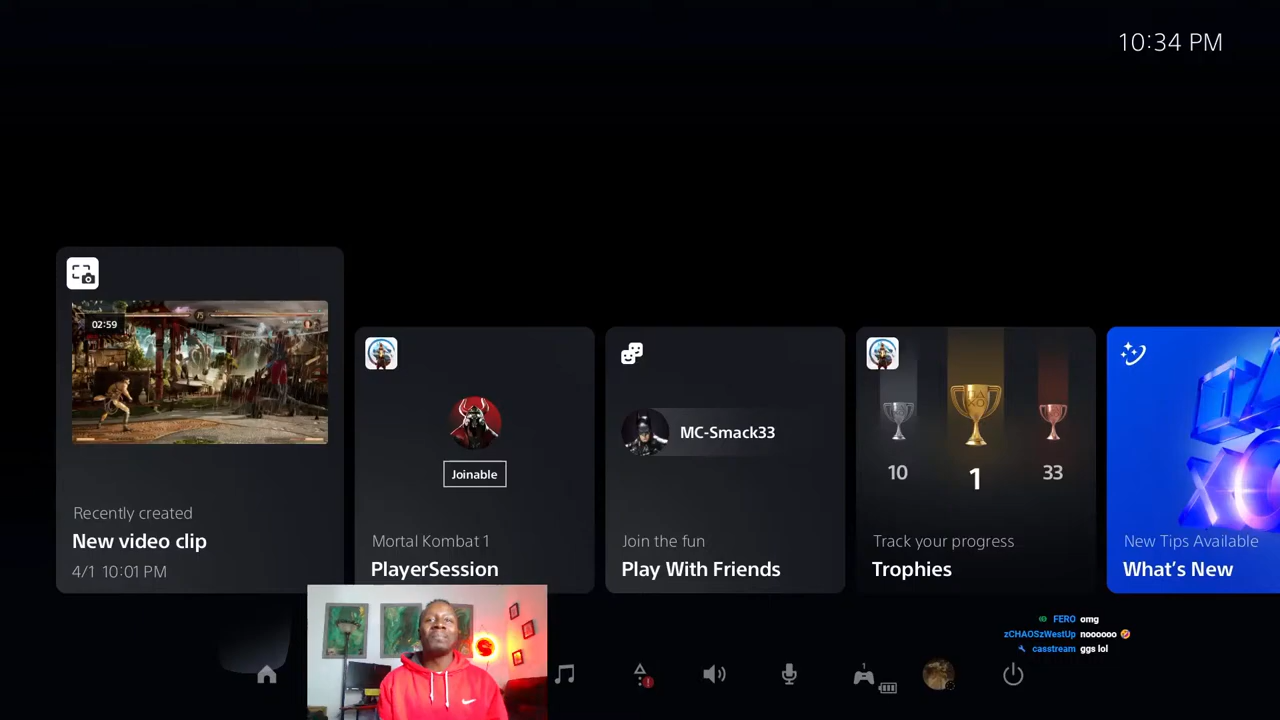 10:34 PM
02:59
75
Recently created
New video clip
4/1 10:01 PM
Joinable
Mortal Kombat 1
PlayerSession
MC-Smack33
Join the fun
Play With Friends
10
1
33
Track your progress
Trophies
New Tips Available
What's New
FERO omg
zCHAOSzWestUp noooooo 🤣
casstream ggs lol
1